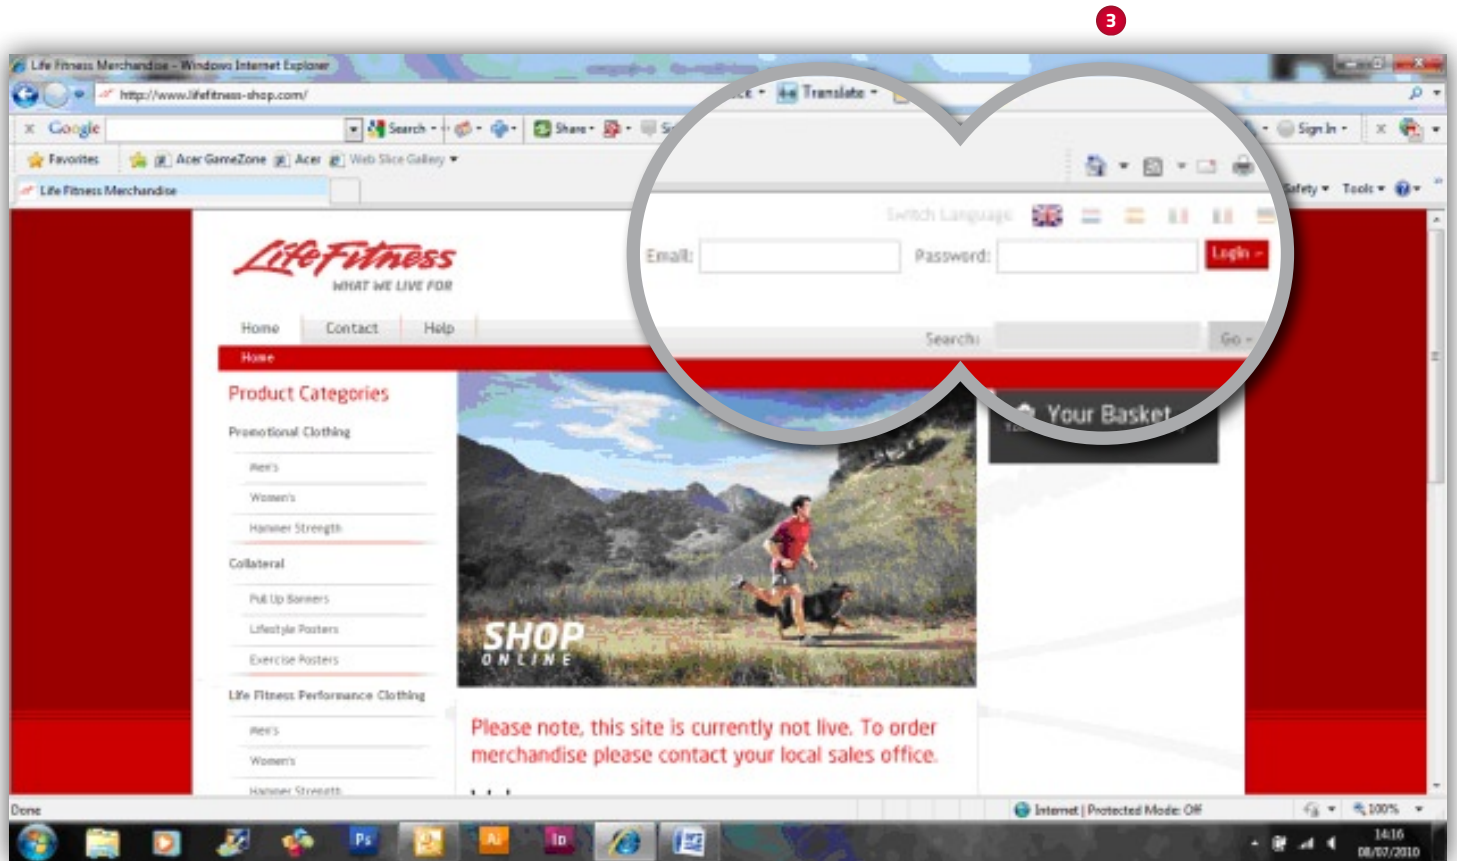 3
Life Fitness Merchandise - Windows Internet Explorer
http://www.lifefitness-shop.com/
Translate
Google
Search
Share
Sign In
Favorites
Acer GameZone
Acer
Web Slice Gallery
Life Fitness Merchandise
Safety
Tools
Switch Language
LifeFitness
WHAT WE LIVE FOR
Email:
Password:
Login
Home
Contact
Help
Search:
Go
Home
Product Categories
Promotional Clothing
Men's
Women's
Hammer Strength
Collateral
Pull Up Banners
Lifestyle Posters
Exercise Posters
Life Fitness Performance Clothing
Men's
Women's
Hammer Strength
SHOP
ONLINE
Your Basket
Please note, this site is currently not live. To order
merchandise please contact your local sales office.
Done
Internet | Protected Mode: Off
100%
Ps
Ai
Id
14:16
08/07/2010